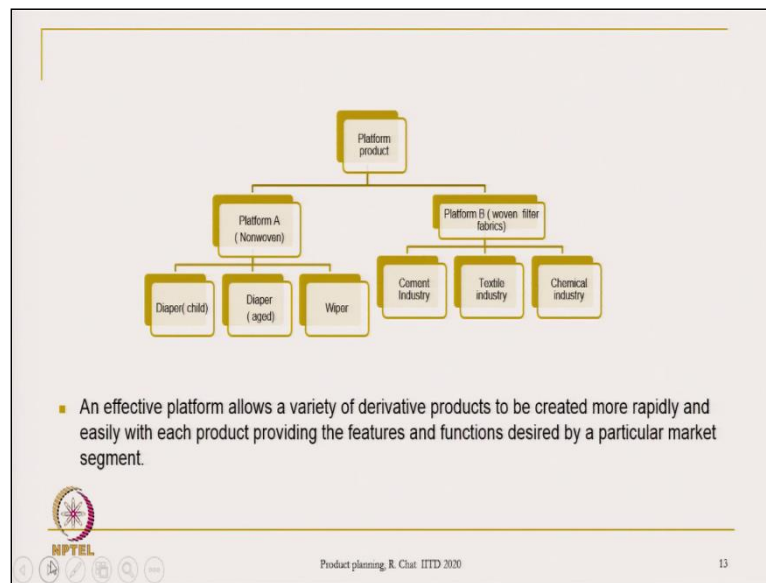 Platform
product
Platform A
( Nonwoven)
Platform B ( woven filter
fabrics)
Diaper( child)
Diaper
( aged)
Wiper
Cement
Industry
Textile
industry
Chemical
industry
An effective platform allows a variety of derivative products to be created more rapidly and
easily with each product providing the features and functions desired by a particular market
segment.
NPTEL
Product planning, R. Chat IITD 2020
13